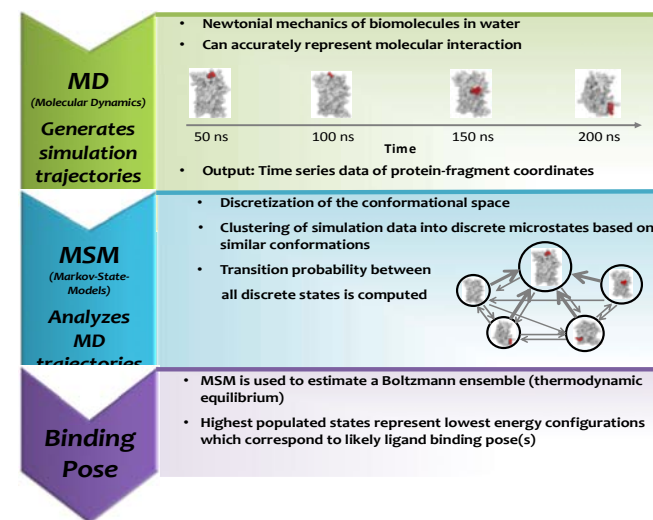 MD
(Molecular Dynamics)
Generates
simulation
trajectories
• Newtonial mechanics of biomolecules in water
• Can accurately represent molecular interaction
50 ns 100 ns 150 ns 200 ns
Time
• Output: Time series data of protein-fragment coordinates
MSM
(Markov-State-
Models)
Analyzes
MD
trajectories
• Discretization of the conformational space
• Clustering of simulation data into discrete microstates based on
similar conformations
• Transition probability between
all discrete states is computed
Binding
Pose
• MSM is used to estimate a Boltzmann ensemble (thermodynamic
equilibrium)
• Highest populated states represent lowest energy configurations
which correspond to likely ligand binding pose(s)